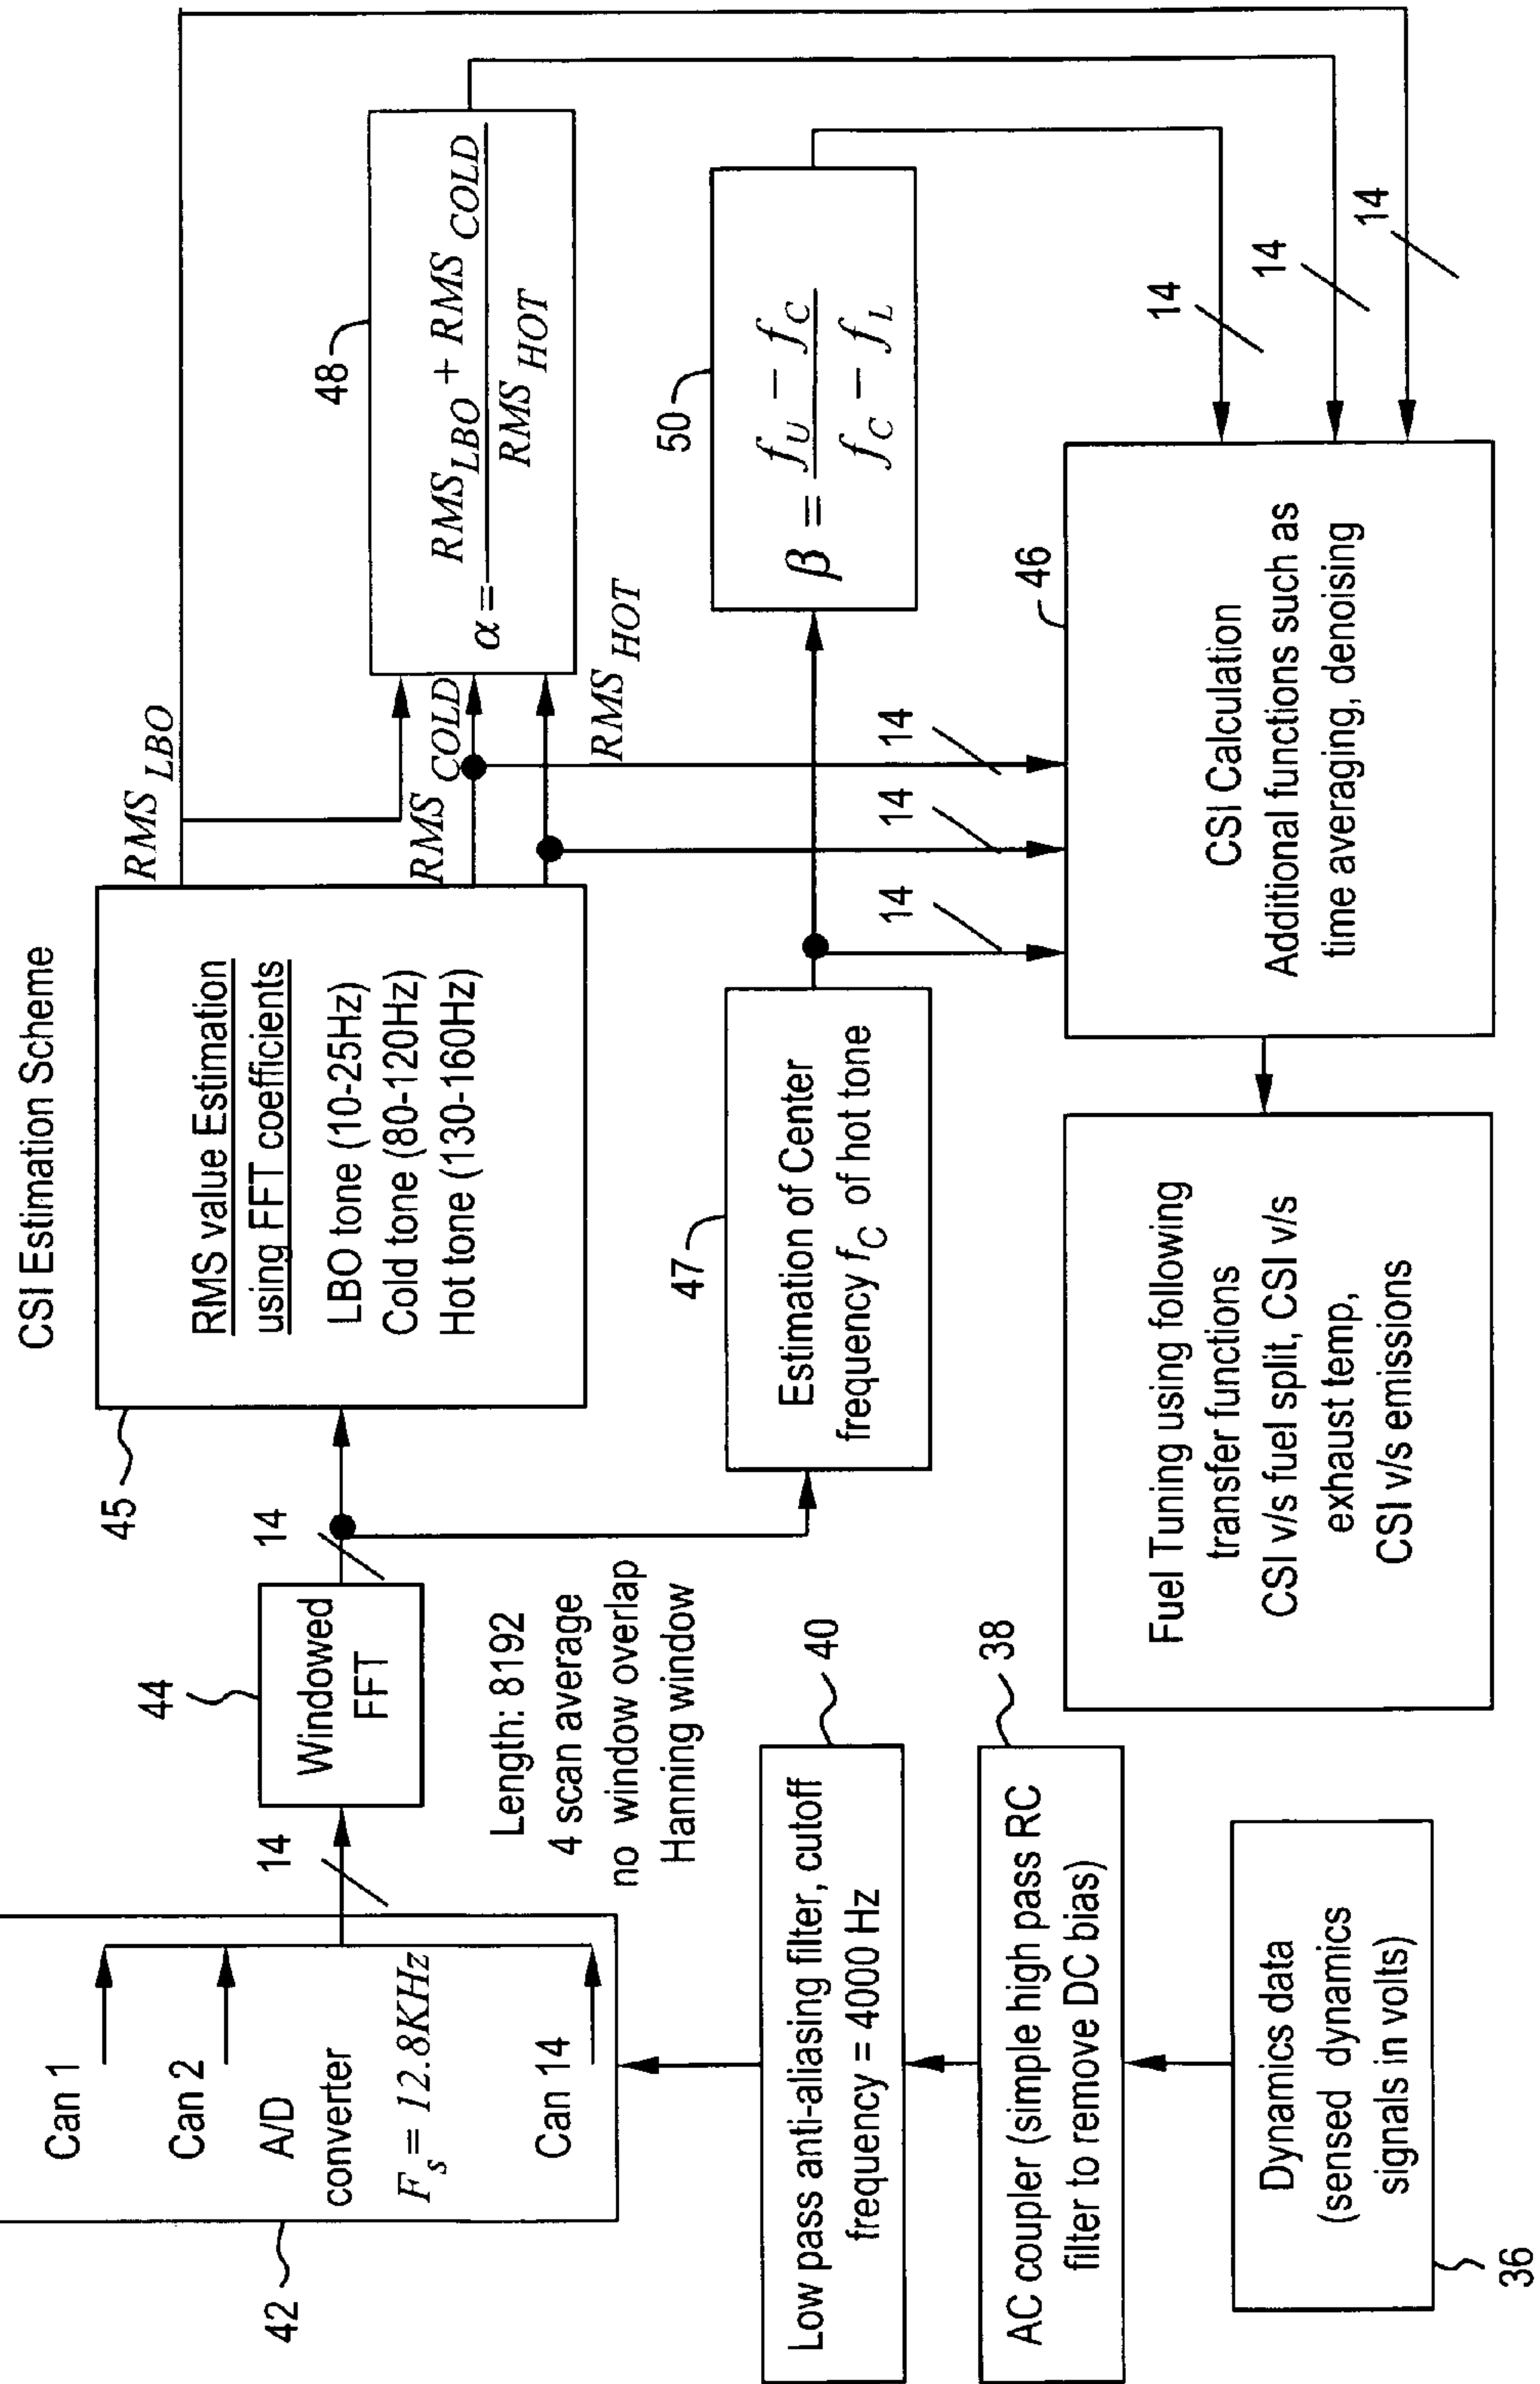 CSI Estimation Scheme
Can 1
Can 2
A/D
converter
F_s = 12.8KHz
Can 14
42
14
44
Windowed
FFT
Length: 8192
4 scan average
no window overlap
Hanning window
14
45
RMS value Estimation
using FFT coefficients
LBO tone (10-25Hz)
Cold tone (80-120Hz)
Hot tone (130-160Hz)
RMS LBO
RMS COLD
RMS HOT
48
α = RMS LBO + RMS COLD
RMS HOT
47
Estimation of Center
frequency f_C of hot tone
50
β = f_U − f_C
f_C − f_L
14
14
14
14
14
14
46
CSI Calculation
Additional functions such as
time averaging, denoising
Fuel Tuning using following
transfer functions
CSI v/s fuel split, CSI v/s
exhaust temp,
CSI v/s emissions
40
Low pass anti-aliasing filter, cutoff
frequency = 4000 Hz
38
AC coupler (simple high pass RC
filter to remove DC bias)
Dynamics data
(sensed dynamics
signals in volts)
36